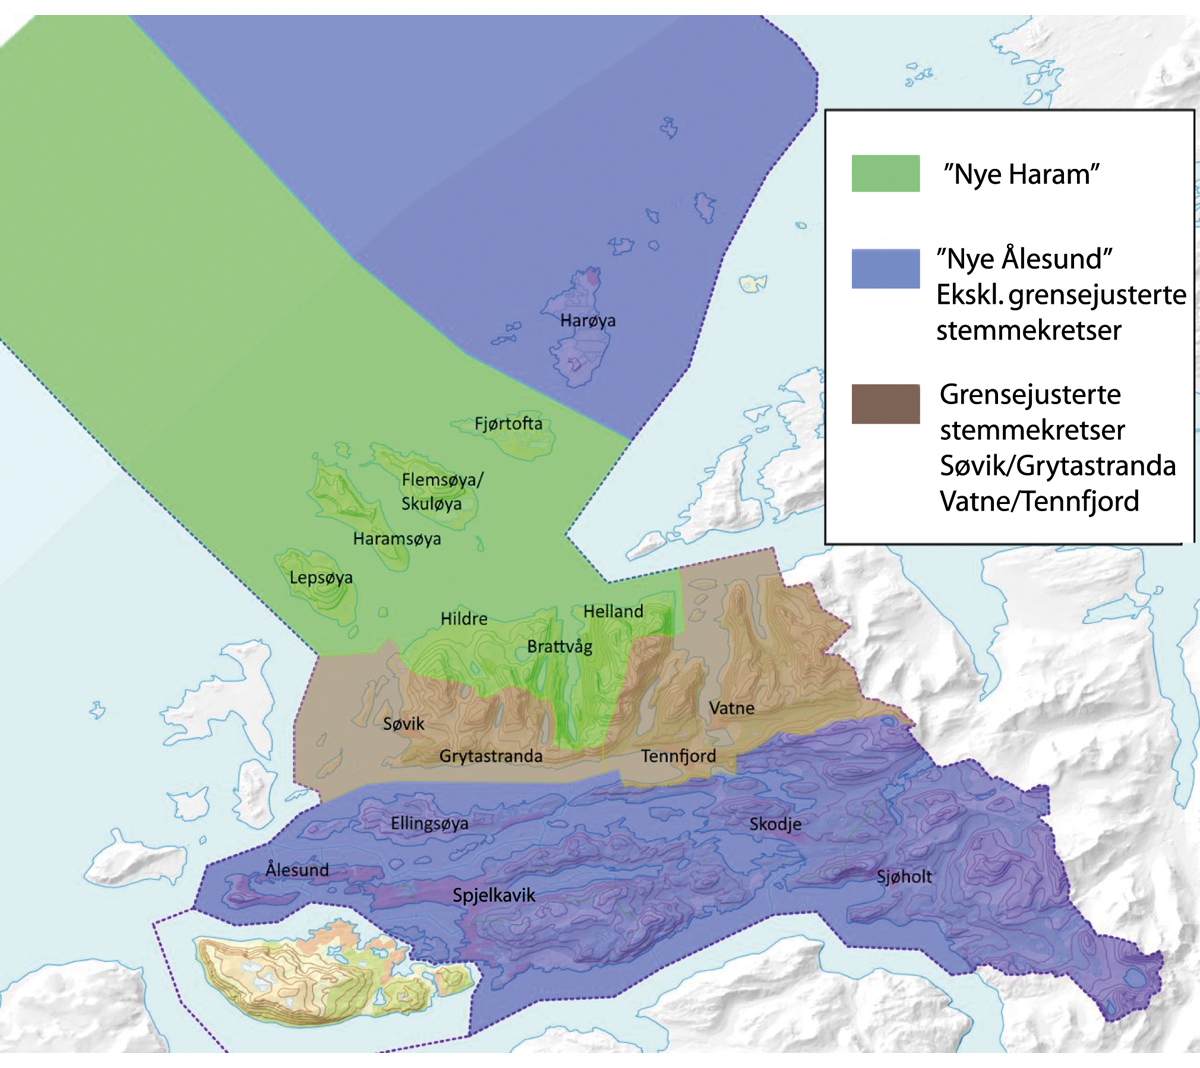 ”Nye Haram”
”Nye Ålesund”
Ekskl. grensejusterte
stemmekretser
Grensejusterte
stemmekretser
Søvik/Grytastranda
Vatne/Tennfjord
Harøya
Fjørtofta
Flemsøya/
Skuløya
Haramsøya
Lepsøya
Hildre
Helland
Brattvåg
Søvik
Vatne
Grytastranda
Tennfjord
Ellingsøya
Skodje
Ålesund
Spjelkavik
Sjøholt